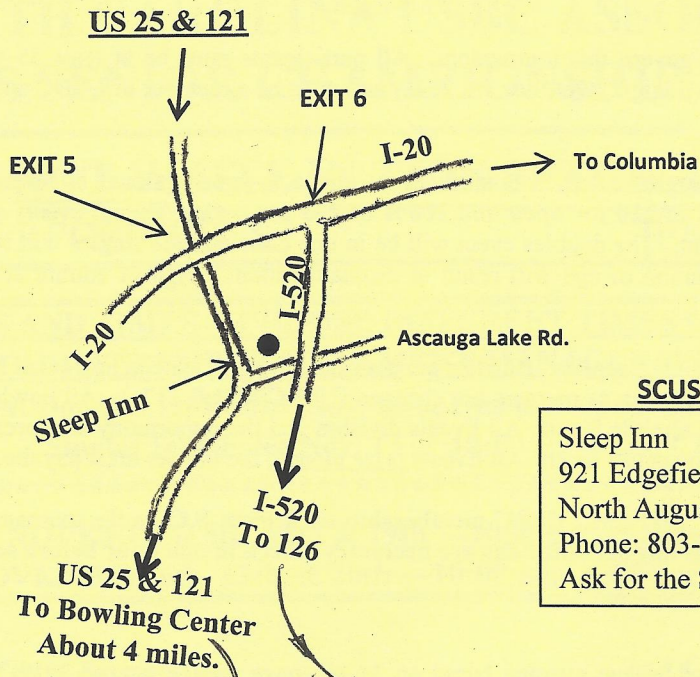 US 25 & 121
EXIT 6
EXIT 5
I-20
To Columbia
I-520
I-20
Ascauga Lake Rd.
Sleep Inn
SCUS
Sleep Inn
921 Edgefie
North Augu
Phone: 803-
Ask for the S
I-520
To 126
US 25 & 121
To Bowling Center
About 4 miles.